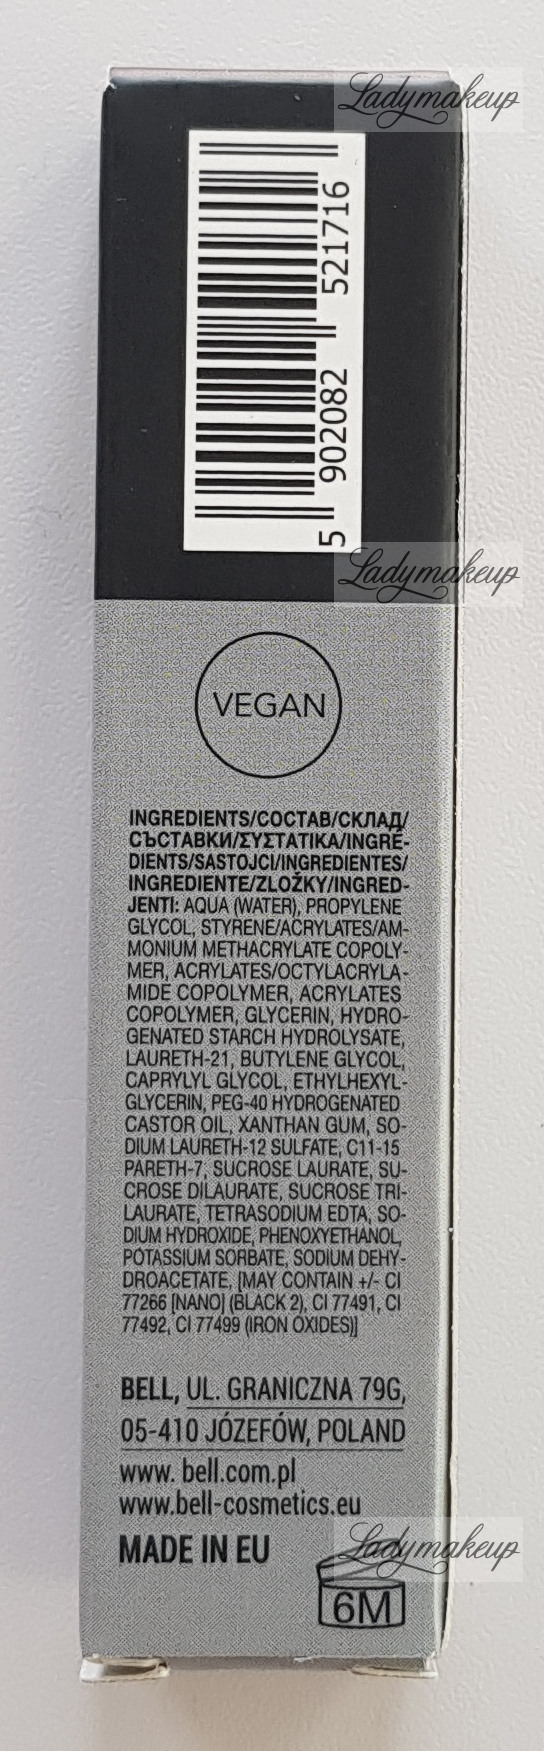 Ladymakeup
5 902082 521716
Ladymakeup
VEGAN
INGREDIENTS/СОСТАВ/СКЛАД/
СЪСТАВКИ/ΣΥΣΤΑΤΙΚΑ/INGRÉ-
DIENTS/SASTOJCI/INGREDIENTES/
INGREDIENTE/ZLOŽKY/INGRED-
JENTI: AQUA (WATER), PROPYLENE
GLYCOL, STYRENE/ACRYLATES/AM-
MONIUM METHACRYLATE COPOLY-
MER, ACRYLATES/OCTYLACRYLA-
MIDE COPOLYMER, ACRYLATES
COPOLYMER, GLYCERIN, HYDRO-
GENATED STARCH HYDROLYSATE,
LAURETH-21, BUTYLENE GLYCOL,
CAPRYLYL GLYCOL, ETHYLHEXYL-
GLYCERIN, PEG-40 HYDROGENATED
CASTOR OIL, XANTHAN GUM, SO-
DIUM LAURETH-12 SULFATE, C11-15
PARETH-7, SUCROSE LAURATE, SU-
CROSE DILAURATE, SUCROSE TRI-
LAURATE, TETRASODIUM EDTA, SO-
DIUM HYDROXIDE, PHENOXYETHANOL,
POTASSIUM SORBATE, SODIUM DEHY-
DROACETATE, [MAY CONTAIN +/- CI
77266 [NANO] (BLACK 2), CI 77491, CI
77492, CI 77499 (IRON OXIDES)]
BELL, UL. GRANICZNA 79G,
05-410 JÓZEFÓW, POLAND
www. bell.com.pl
www.bell-cosmetics.eu
MADE IN EU
Ladymakeup
6M